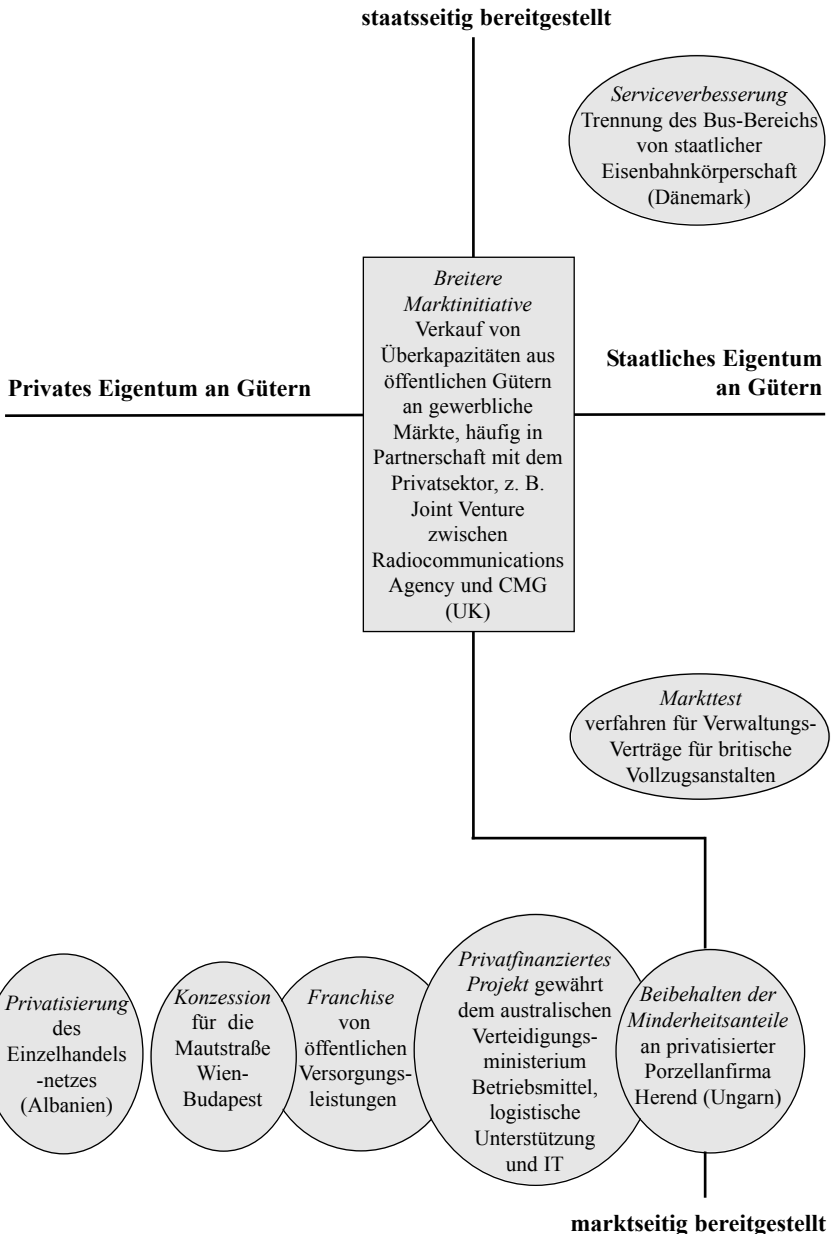 staatsseitig bereitgestellt
Serviceverbesserung
Trennung des Bus-Bereichs
von staatlicher
Eisenbahnkörperschaft
(Dänemark)
Breitere
Marktinitiative
Verkauf von
Überkapazitäten aus
öffentlichen Gütern
an gewerbliche
Märkte, häufig in
Partnerschaft mit dem
Privatsektor, z. B.
Joint Venture
zwischen
Radiocommunications
Agency und CMG
(UK)
Privates Eigentum an Gütern
Staatliches Eigentum
an Gütern
Markttest
verfahren für Verwaltungs-
Verträge für britische
Vollzugsanstalten
Privatisierung
des
Einzelhandels
-netzes
(Albanien)
Konzession
für die
Mautstraße
Wien-
Budapest
Franchise
von
öffentlichen
Versorgungs-
leistungen
Privatfinanziertes
Projekt gewährt
dem australischen
Verteidigungs-
ministerium
Betriebsmittel,
logistische
Unterstützung
und IT
Beibehalten der
Minderheitsanteile
an privatisierter
Porzellanfirma
Herend (Ungarn)
marktseitig bereitgestellt